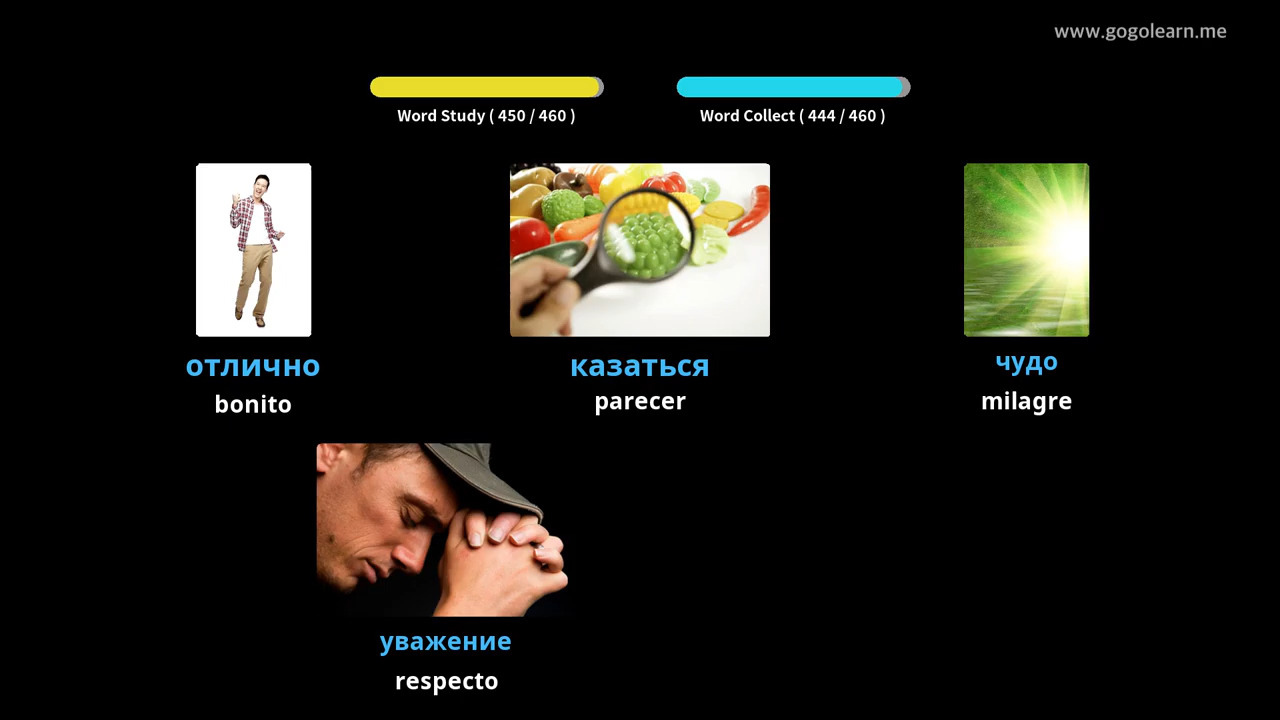 www.gogolearn.me
Word Study ( 450 / 460 )
Word Collect ( 444 / 460 )
отлично
bonito
казаться
parecer
чудо
milagre
уважение
respecto